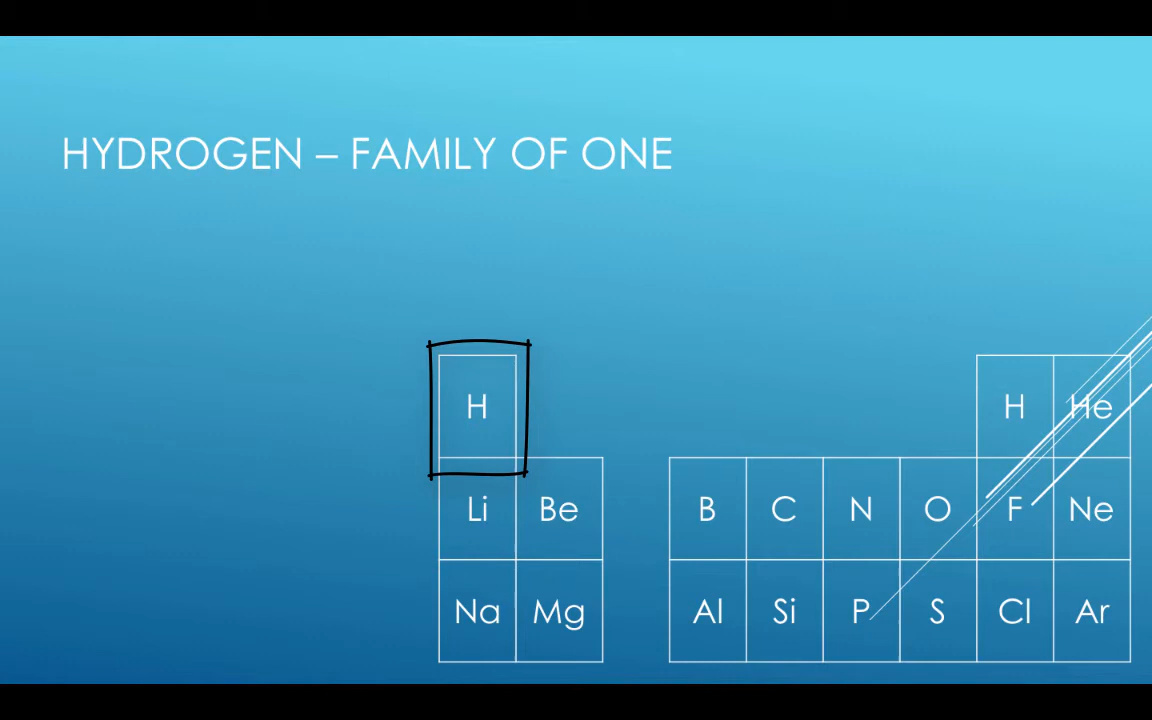 HYDROGEN – FAMILY OF ONE
H H He
Li Be B C N O F Ne
Na Mg Al Si P S Cl Ar